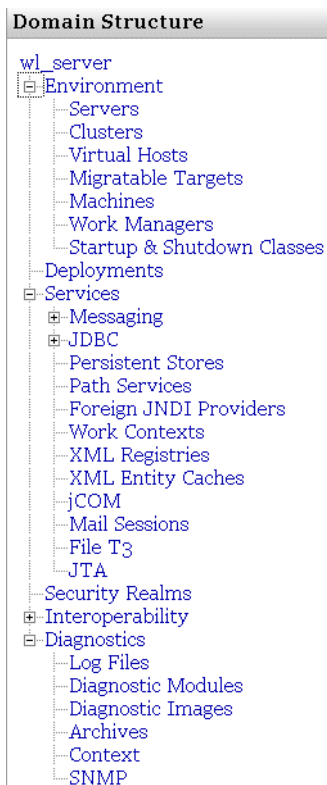 Domain Structure
wl_server
Environment
Servers
Clusters
Virtual Hosts
Migratable Targets
Machines
Work Managers
Startup & Shutdown Classes
Deployments
Services
Messaging
JDBC
Persistent Stores
Path Services
Foreign JNDI Providers
Work Contexts
XML Registries
XML Entity Caches
jCOM
Mail Sessions
File T3
JTA
Security Realms
Interoperability
Diagnostics
Log Files
Diagnostic Modules
Diagnostic Images
Archives
Context
SNMP